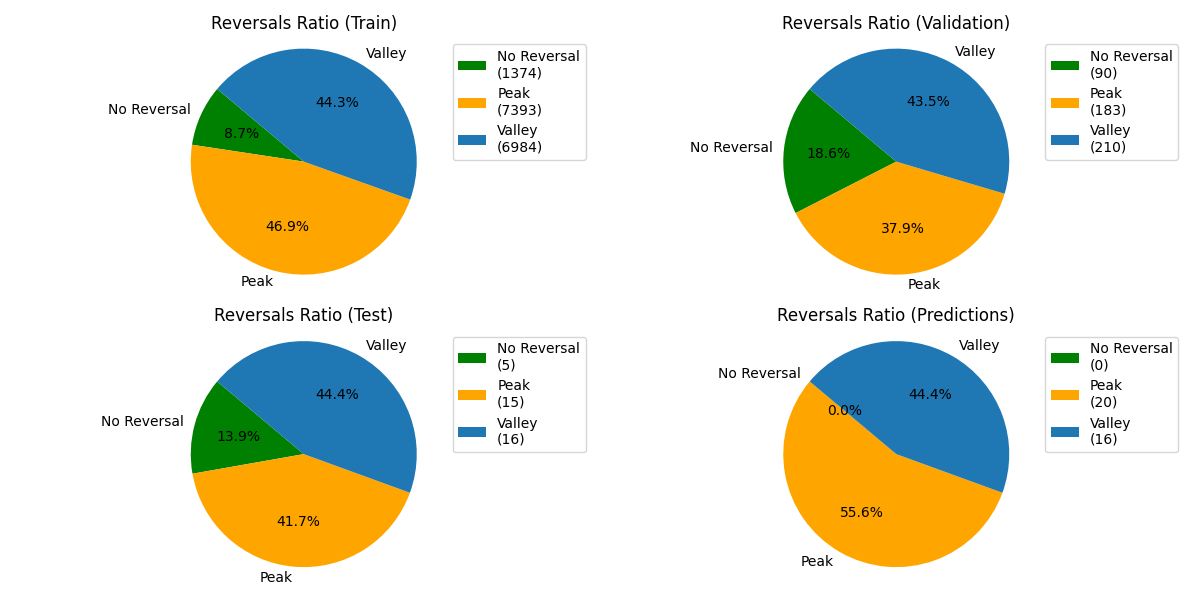 Reversals Ratio (Train)
Valley
No Reversal
44.3%
8.7%
46.9%
Peak
No Reversal
(1374)
Peak
(7393)
Valley
(6984)
Reversals Ratio (Validation)
Valley
No Reversal
43.5%
18.6%
37.9%
Peak
No Reversal
(90)
Peak
(183)
Valley
(210)
Reversals Ratio (Test)
Valley
No Reversal
44.4%
13.9%
41.7%
Peak
No Reversal
(5)
Peak
(15)
Valley
(16)
Reversals Ratio (Predictions)
Valley
No Reversal
44.4%
0.0%
55.6%
Peak
No Reversal
(0)
Peak
(20)
Valley
(16)